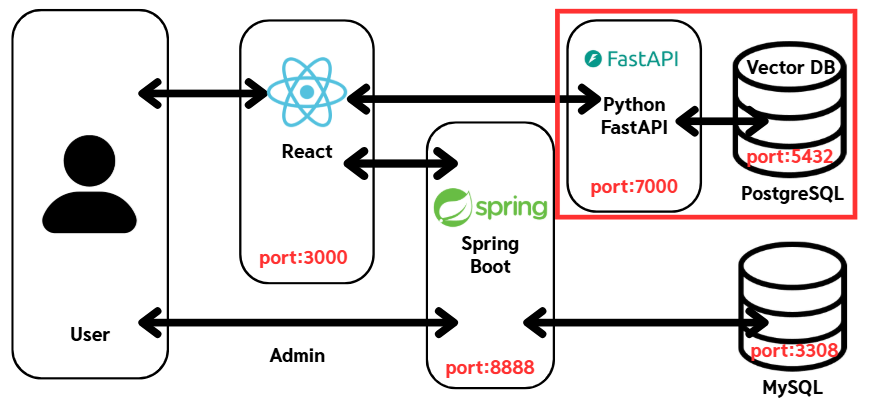 User
React
port:3000
Admin
spring
Spring
Boot
port:8888
FastAPI
Python
FastAPI
port:7000
Vector DB
port:5432
PostgreSQL
port:3308
MySQL